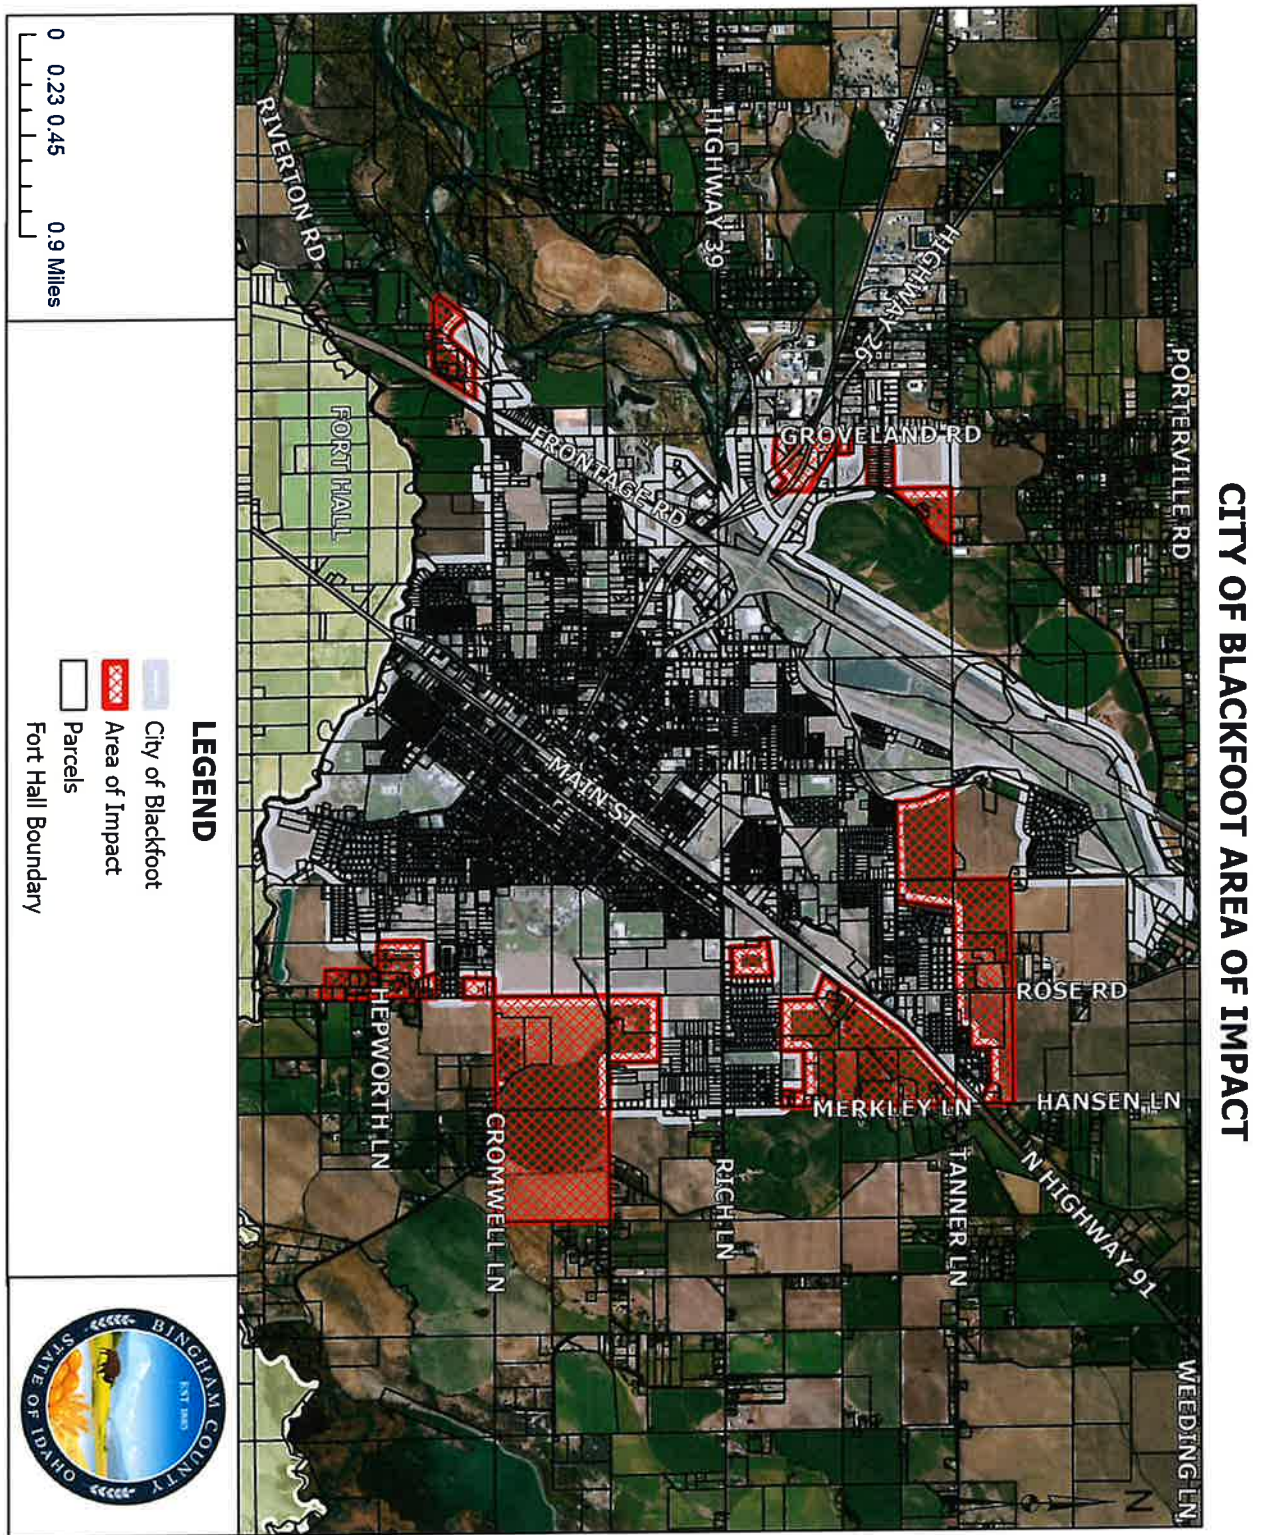 CITY OF BLACKFOOT AREA OF IMPACT
PORTERVILLE RD
WEEDING LN
HIGHWAY 26
HIGHWAY 39
GROVELAND RD
ROSE RD
HANSEN LN
N HIGHWAY 91
TANNER LN
MERKLEY LN
RICH LN
MAIN ST
FRONTAGE RD
RIVERTON RD
FORT HALL
CROMWELL LN
HEPWORTH LN
N
0 0.23 0.45 0.9 Miles
LEGEND
City of Blackfoot
Area of Impact
Parcels
Fort Hall Boundary
BINGHAM COUNTY
EST 1885
STATE OF IDAHO